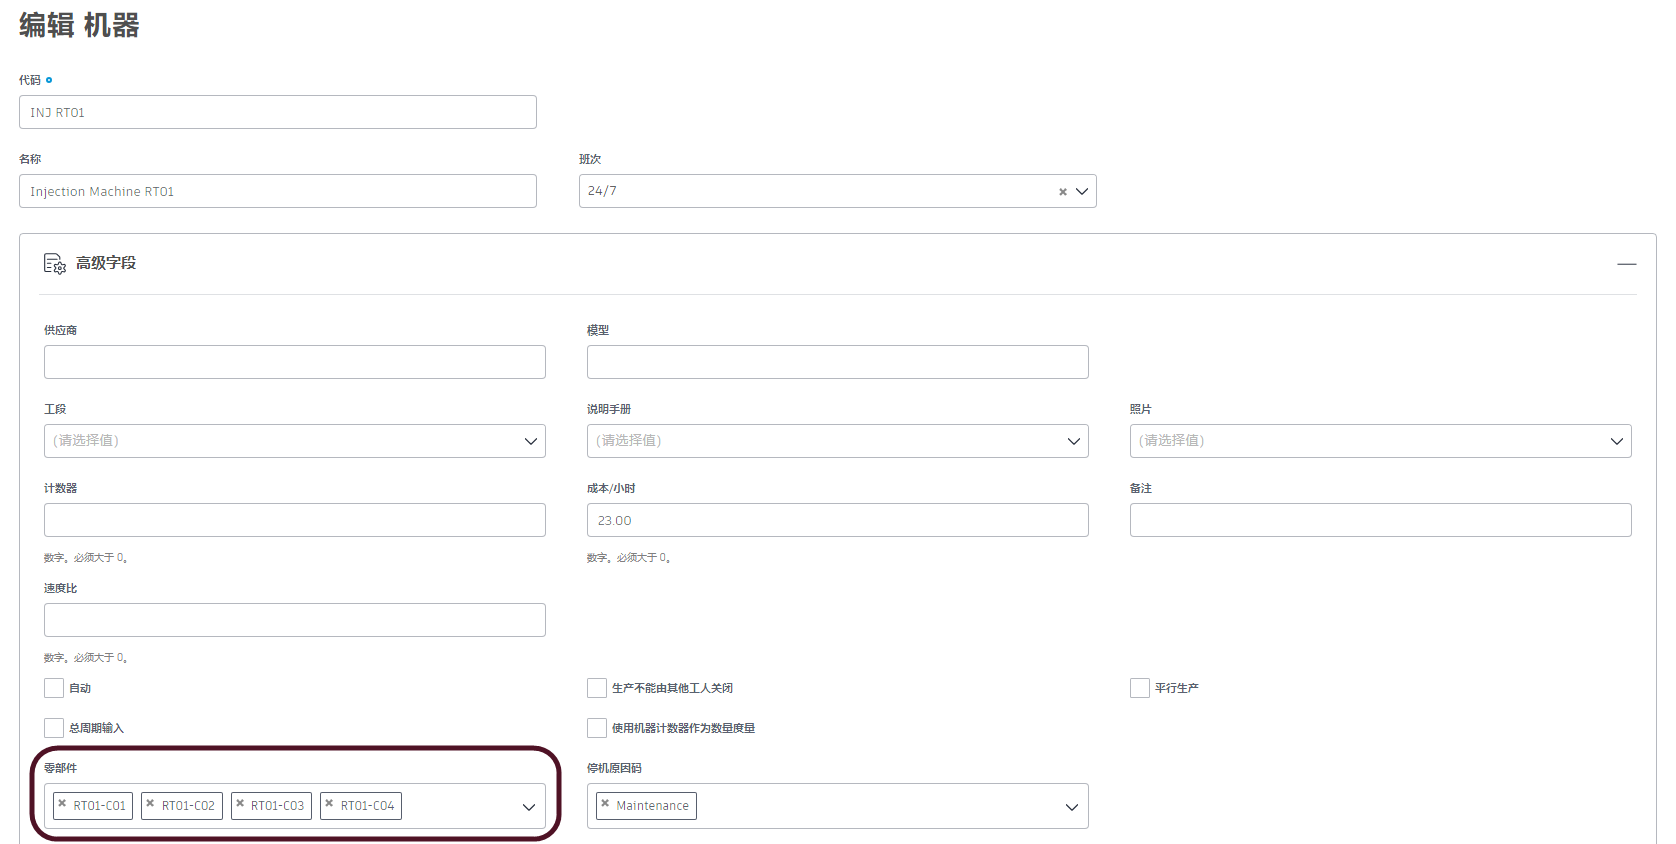 编辑 机器
代码
INJ RT01
名称 班次
Injection Machine RT01 24/7
高级字段
供应商 模型
工段 说明手册 照片
(请选择值) (请选择值) (请选择值)
计数器 成本/小时 备注
23.00
数字。必须大于 0。 数字。必须大于 0。
速度比
数字。必须大于 0。
自动 生产不能由其他工人关闭 平行生产
总周期输入 使用机器计数器作为数量度量
零部件 停机原因码
RT01-C01 RT01-C02 RT01-C03 RT01-C04 Maintenance